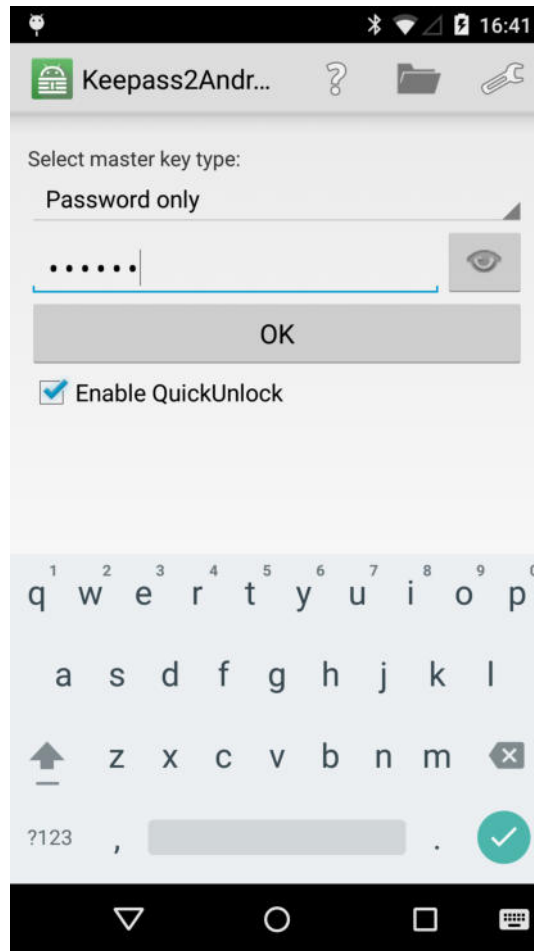 16:41
Keepass2Andr...
Select master key type:
Password only
••••••
OK
Enable QuickUnlock
1 2 3 4 5 6 7 8 9 0
q w e r t y u i o p
a s d f g h j k l
z x c v b n m
?123 , .